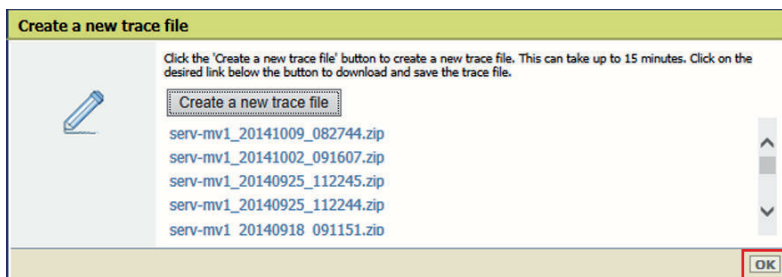 Create a new trace file
Click the 'Create a new trace file' button to create a new trace file. This can take up to 15 minutes. Click on the
desired link below the button to download and save the trace file.
Create a new trace file
serv-mv1_20141009_082744.zip
serv-mv1_20141002_091607.zip
serv-mv1_20140925_112245.zip
serv-mv1_20140925_112244.zip
serv-mv1_20140918_091151.zip
OK